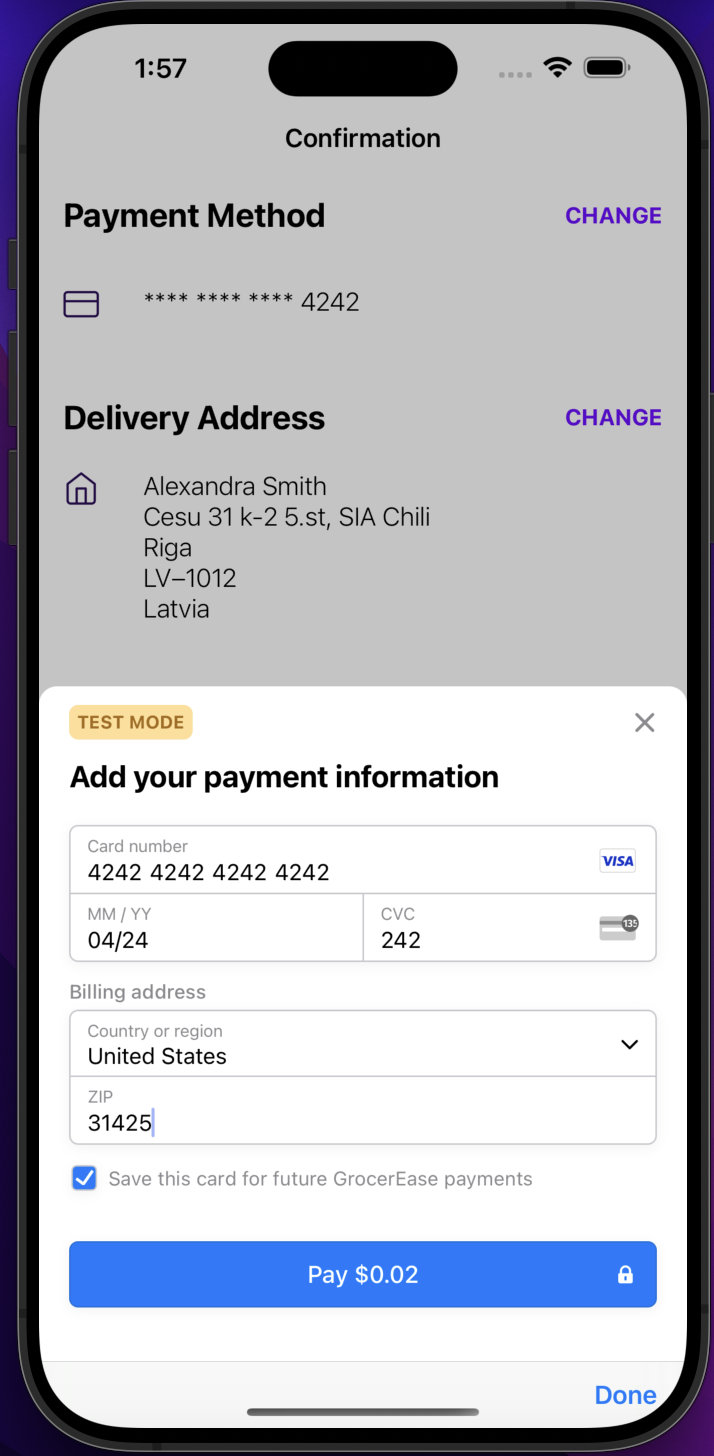 1:57
Confirmation
Payment Method CHANGE
**** **** **** 4242
Delivery Address CHANGE
Alexandra Smith
Cesu 31 k-2 5.st, SIA Chili
Riga
LV–1012
Latvia
TEST MODE
Add your payment information
Card number
4242 4242 4242 4242 VISA
MM / YY CVC
04/24 242 135
Billing address
Country or region
United States
ZIP
31425
Save this card for future GrocerEase payments
Pay $0.02
Done